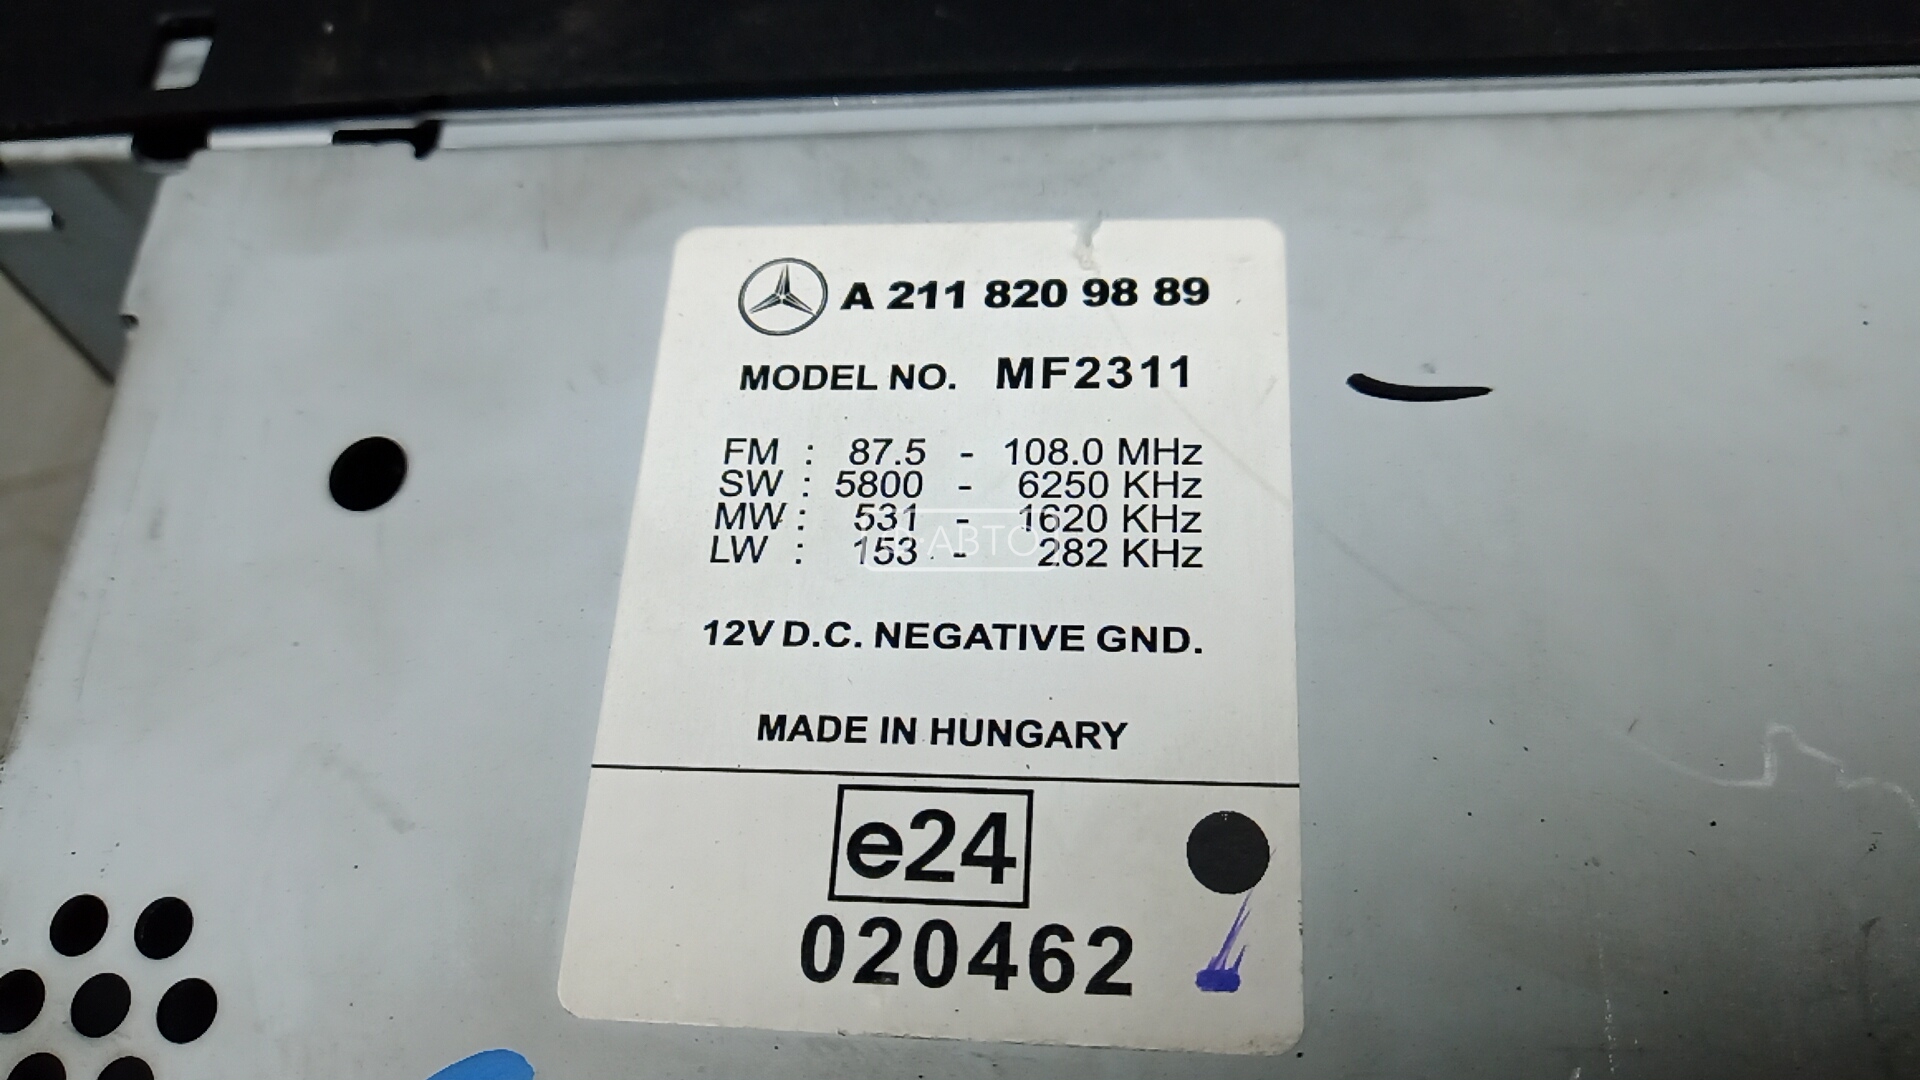 A 211 820 98 89
MODEL NO. MF2311
FM : 87.5 - 108.0 MHz
SW : 5800 - 6250 KHz
MW : 531 - 1620 KHz
LW : 153 - 282 KHz
АВТО
12V D.C. NEGATIVE GND.
MADE IN HUNGARY
e24
020462